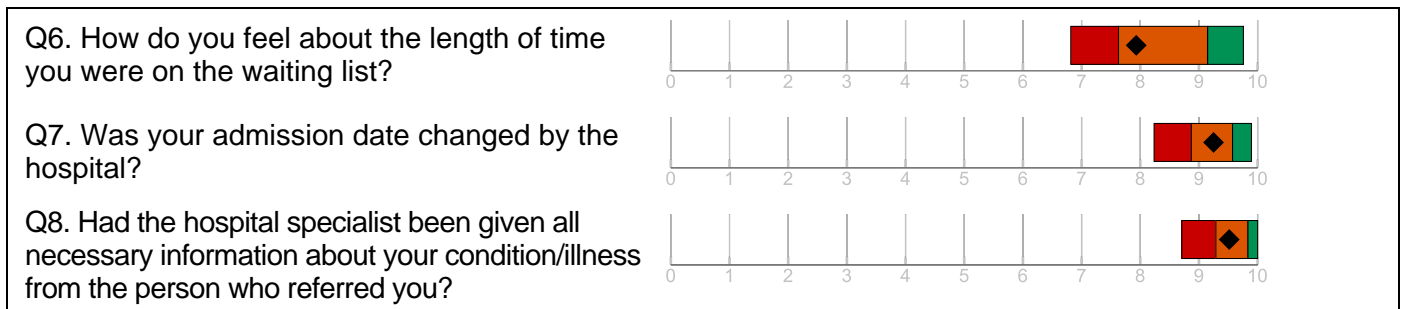 Q6. How do you feel about the length of time
you were on the waiting list?
0 1 2 3 4 5 6 7 8 9 10
Q7. Was your admission date changed by the
hospital?
0 1 2 3 4 5 6 7 8 9 10
Q8. Had the hospital specialist been given all
necessary information about your condition/illness
from the person who referred you?
0 1 2 3 4 5 6 7 8 9 10